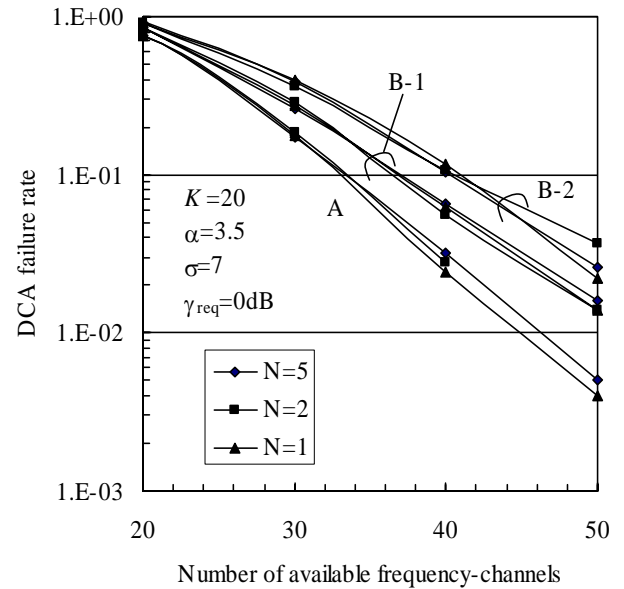 DCA failure rate
1.E+00
1.E-01
1.E-02
1.E-03
B-1
B-2
A
K=20
α=3.5
σ=7
γreq=0dB
N=5
N=2
N=1
20 30 40 50
Number of available frequency-channels